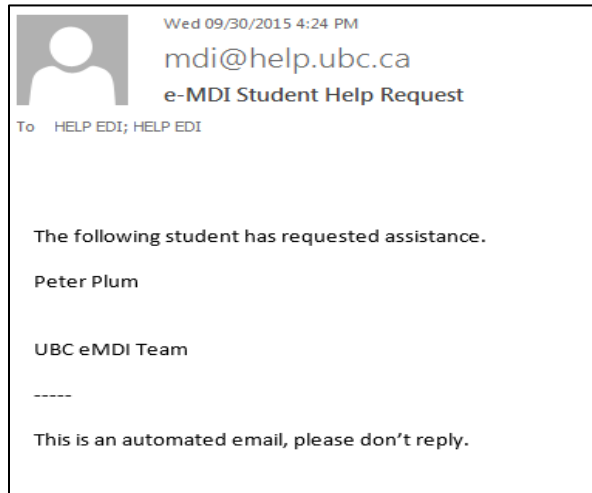 Wed 09/30/2015 4:24 PM
mdi@help.ubc.ca
e-MDI Student Help Request
To HELP EDI; HELP EDI
The following student has requested assistance.
Peter Plum
UBC eMDI Team
-----
This is an automated email, please don’t reply.